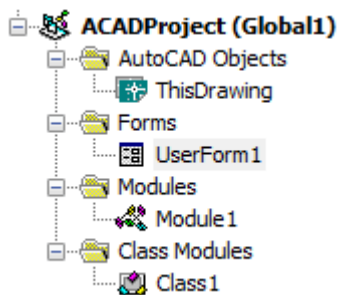 ACADProject (Global1)
AutoCAD Objects
ThisDrawing
Forms
UserForm1
Modules
Module1
Class Modules
Class1